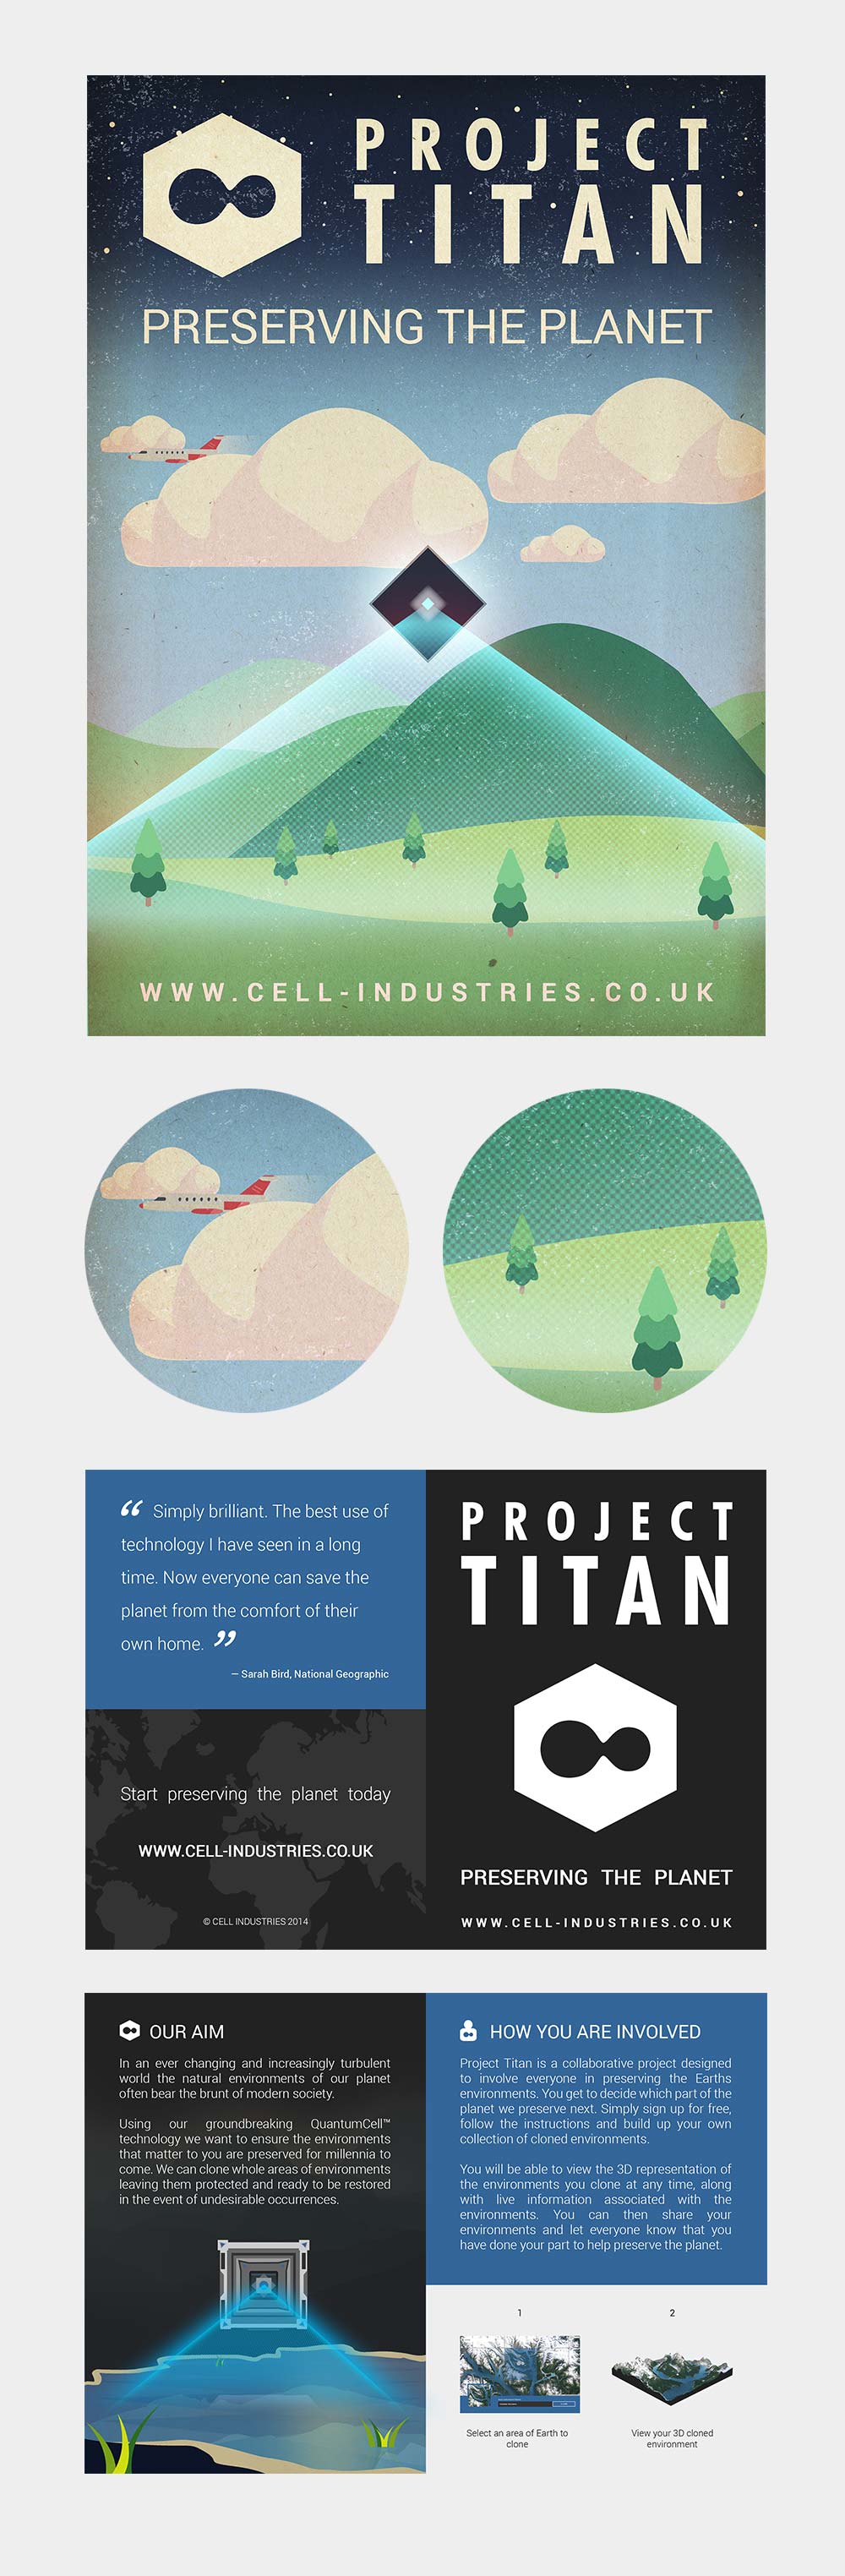 PROJECT
TITAN
PRESERVING THE PLANET
WWW.CELL-INDUSTRIES.CO.UK
“ Simply brilliant. The best use of
technology I have seen in a long
time. Now everyone can save the
planet from the comfort of their
own home. ”
— Sarah Bird, National Geographic
Start preserving the planet today
WWW.CELL-INDUSTRIES.CO.UK
© CELL INDUSTRIES 2014
PROJECT
TITAN
PRESERVING THE PLANET
WWW.CELL-INDUSTRIES.CO.UK
OUR AIM
In an ever changing and increasingly turbulent
world the natural environments of our planet
often bear the brunt of modern society.
Using our groundbreaking QuantumCell™
technology we want to ensure the environments
that matter to you are preserved for millennia to
come. We can clone whole areas of environments
leaving them protected and ready to be restored
in the event of undesirable occurrences.
HOW YOU ARE INVOLVED
Project Titan is a collaborative project designed
to involve everyone in preserving the Earths
environments. You get to decide which part of the
planet we preserve next. Simply sign up for free,
follow the instructions and build up your own
collection of cloned environments.
You will be able to view the 3D representation of
the environments you clone at any time, along
with live information associated with the
environments. You can then share your
environments and let everyone know that you
have done your part to help preserve the planet.
1
Select an area of Earth to
clone
2
View your 3D cloned
environment